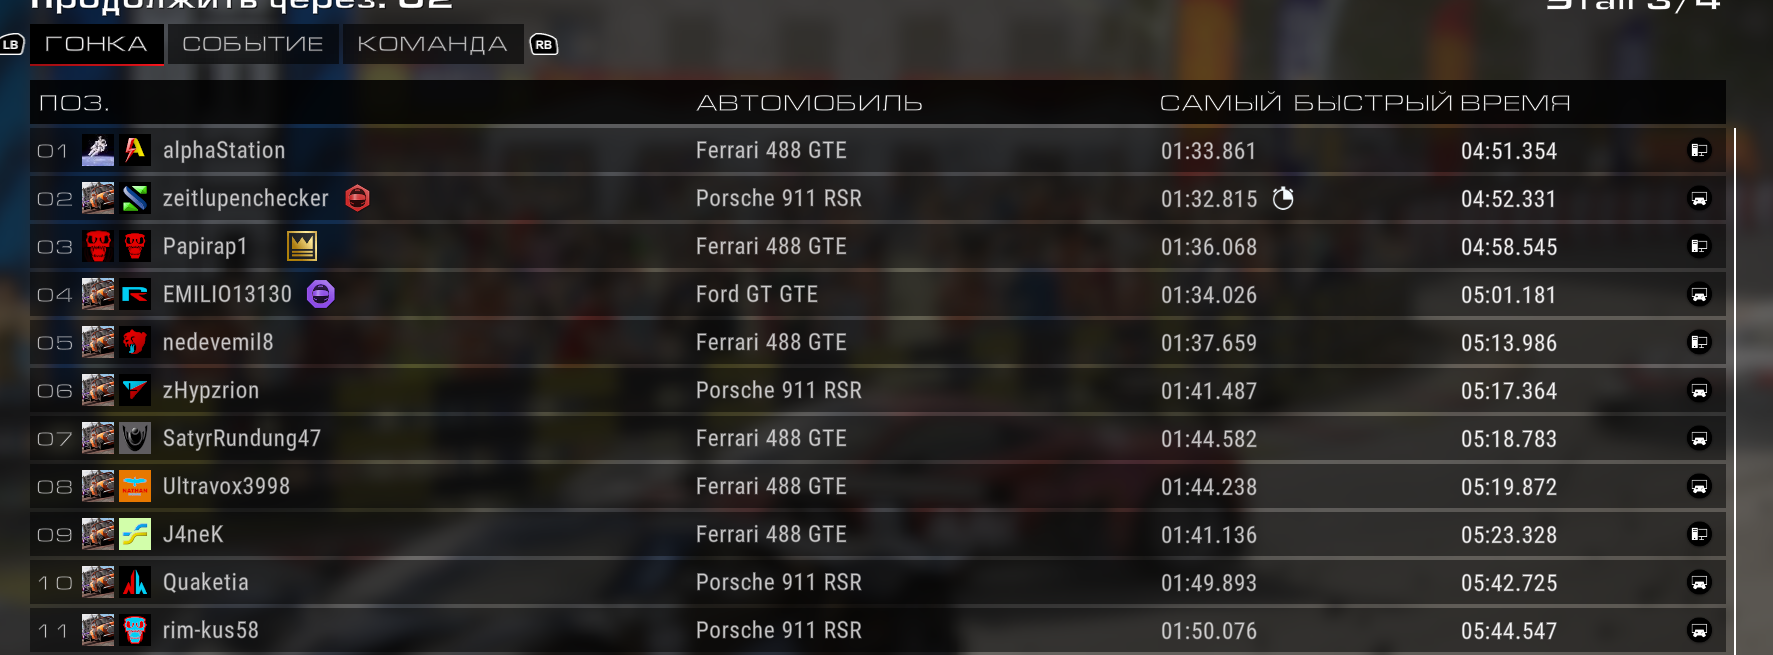 Продолжить через: 02
Этап 3/4
LB ГОНКА СОБЫТИЕ КОМАНДА RB
ПОЗ. АВТОМОБИЛЬ САМЫЙ БЫСТРЫЙ ВРЕМЯ
01 alphaStation Ferrari 488 GTE 01:33.861 04:51.354
02 zeitlupenchecker Porsche 911 RSR 01:32.815 04:52.331
03 Papirap1 Ferrari 488 GTE 01:36.068 04:58.545
04 EMILIO13130 Ford GT GTE 01:34.026 05:01.181
05 nedevemil8 Ferrari 488 GTE 01:37.659 05:13.986
06 zHypzrion Porsche 911 RSR 01:41.487 05:17.364
07 SatyrRundung47 Ferrari 488 GTE 01:44.582 05:18.783
08 Ultravox3998 Ferrari 488 GTE 01:44.238 05:19.872
09 J4neK Ferrari 488 GTE 01:41.136 05:23.328
10 Quaketia Porsche 911 RSR 01:49.893 05:42.725
11 rim-kus58 Porsche 911 RSR 01:50.076 05:44.547